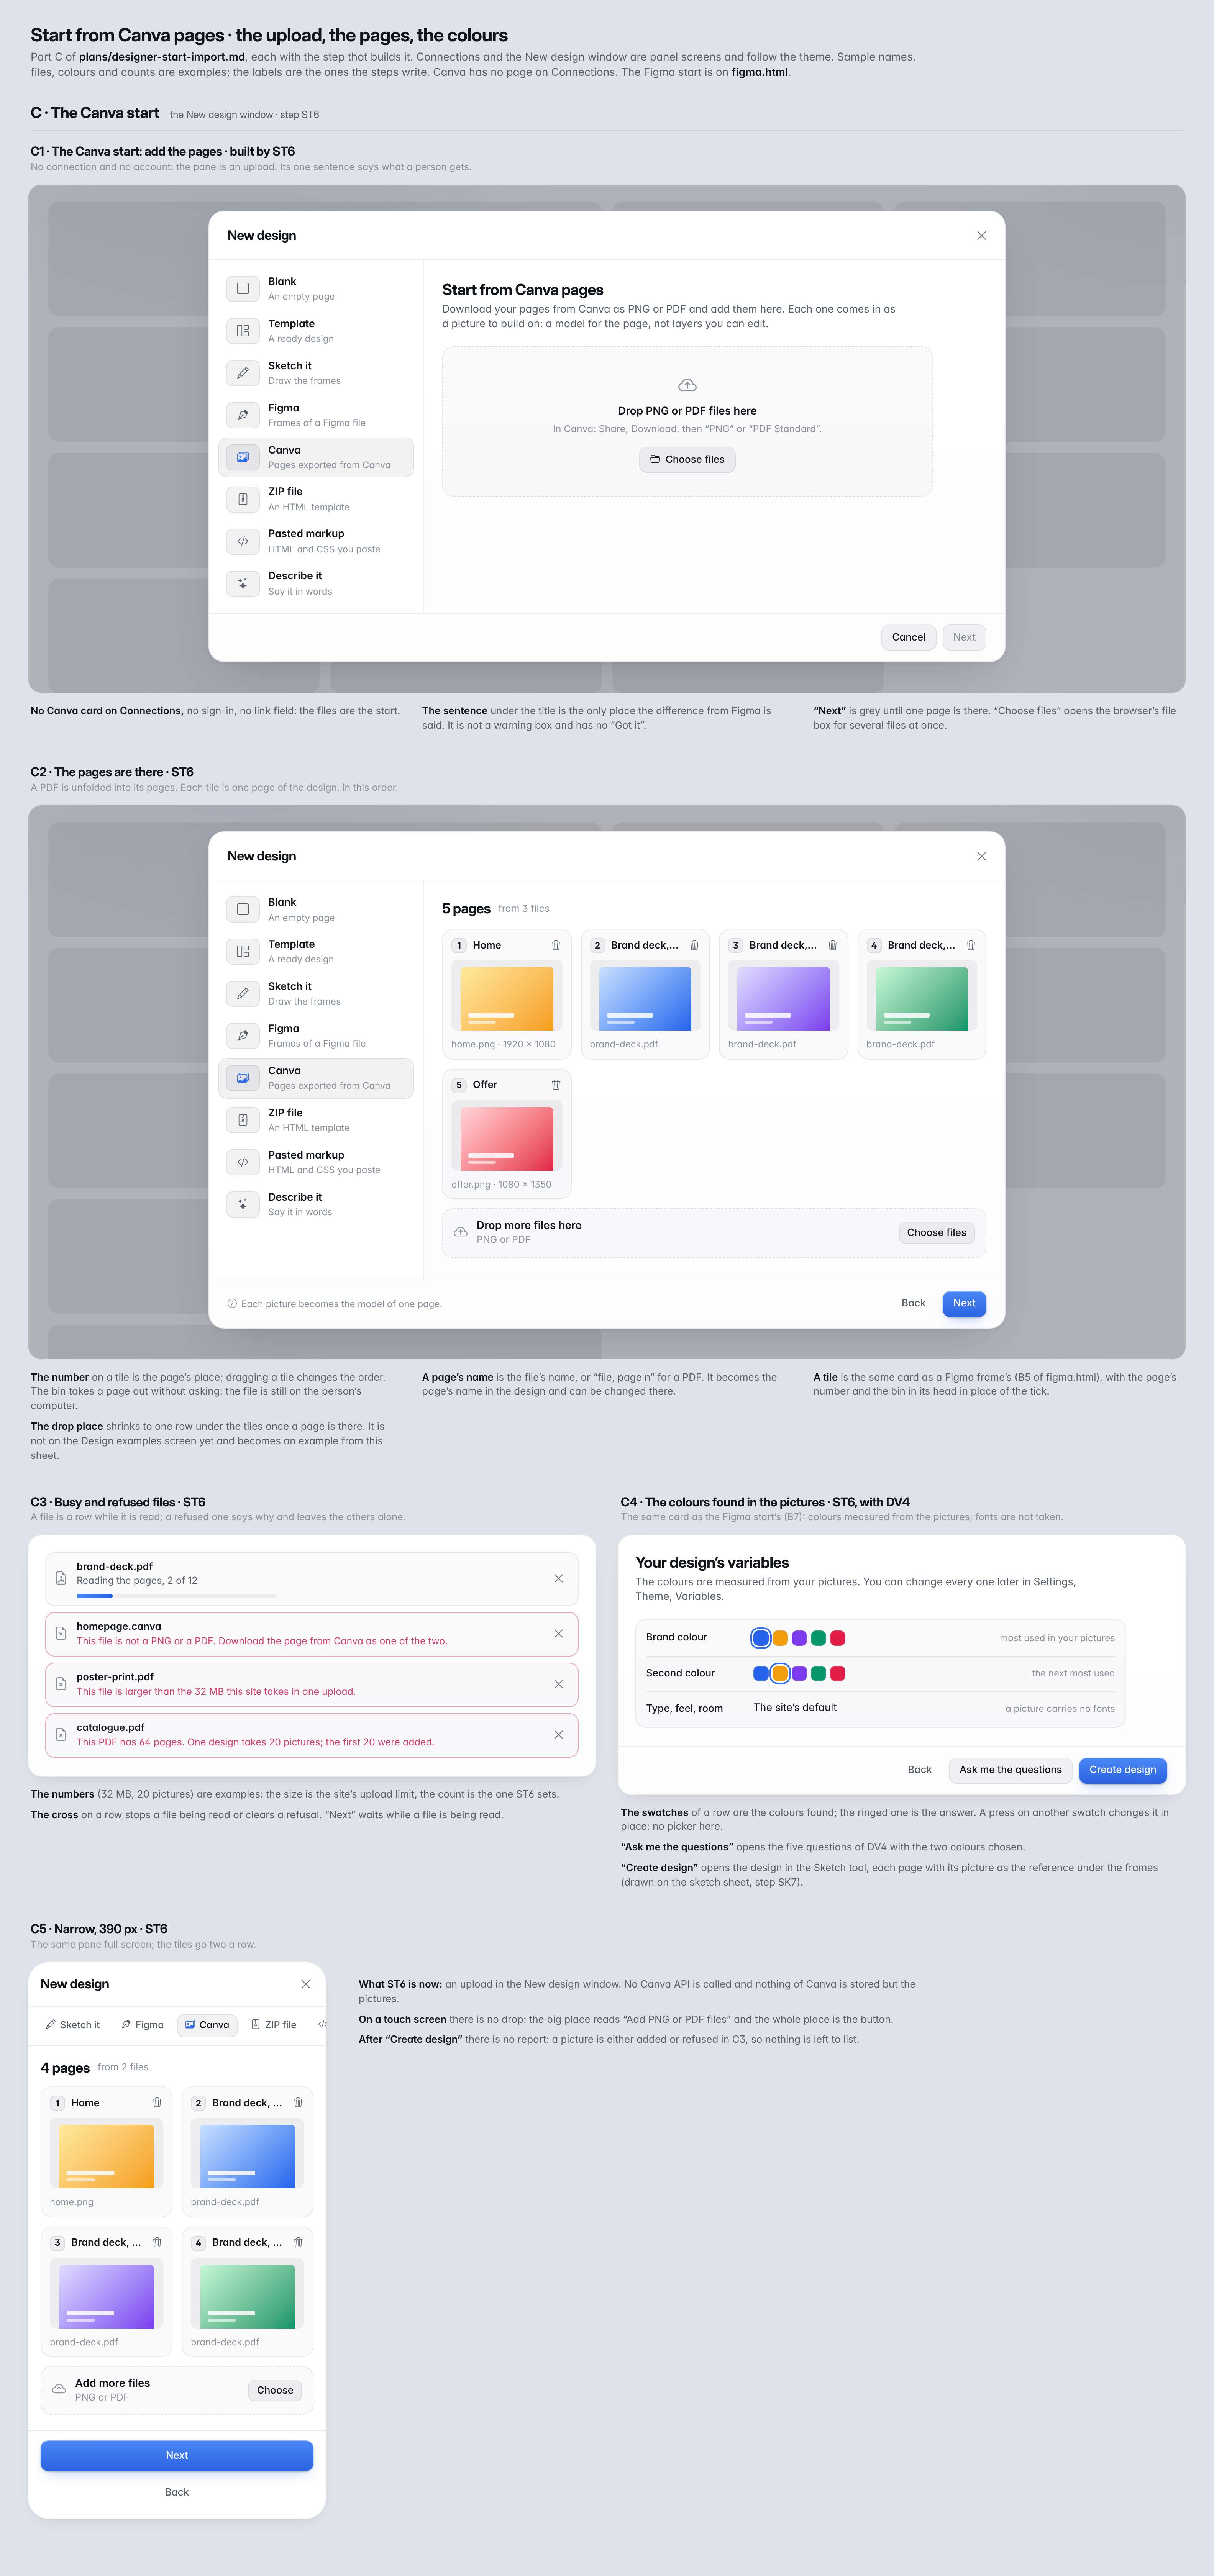 Start from Canva pages · the upload, the pages, the colours
Part C of plans/designer-start-import.md, each with the step that builds it. Connections and the New design window are panel screens and follow the theme. Sample names,
files, colours and counts are examples; the labels are the ones the steps write. Canva has no page on Connections. The Figma start is on figma.html.
C · The Canva start the New design window · step ST6
C1 · The Canva start: add the pages · built by ST6
No connection and no account: the pane is an upload. Its one sentence says what a person gets.
New design
Blank
An empty page
Template
A ready design
Sketch it
Draw the frames
Figma
Frames of a Figma file
Canva
Pages exported from Canva
ZIP file
An HTML template
Pasted markup
HTML and CSS you paste
Describe it
Say it in words
Start from Canva pages
Download your pages from Canva as PNG or PDF and add them here. Each one comes in as
a picture to build on: a model for the page, not layers you can edit.
Drop PNG or PDF files here
In Canva: Share, Download, then “PNG” or “PDF Standard”.
Choose files
Cancel
Next
No Canva card on Connections, no sign-in, no link field: the files are the start.
The sentence under the title is the only place the difference from Figma is
said. It is not a warning box and has no “Got it”.
“Next” is grey until one page is there. “Choose files” opens the browser’s file
box for several files at once.
C2 · The pages are there · ST6
A PDF is unfolded into its pages. Each tile is one page of the design, in this order.
New design
Blank
An empty page
Template
A ready design
Sketch it
Draw the frames
Figma
Frames of a Figma file
Canva
Pages exported from Canva
ZIP file
An HTML template
Pasted markup
HTML and CSS you paste
Describe it
Say it in words
5 pages from 3 files
1 Home
home.png · 1920 × 1080
2 Brand deck,...
brand-deck.pdf
3 Brand deck,...
brand-deck.pdf
4 Brand deck,...
brand-deck.pdf
5 Offer
offer.png · 1080 × 1350
Drop more files here
PNG or PDF
Choose files
Each picture becomes the model of one page.
Back
Next
The number on a tile is the page’s place; dragging a tile changes the order.
The bin takes a page out without asking: the file is still on the person’s
computer.
A page’s name is the file’s name, or “file, page n” for a PDF. It becomes the
page’s name in the design and can be changed there.
A tile is the same card as a Figma frame’s (B5 of figma.html), with the page’s
number and the bin in its head in place of the tick.
The drop place shrinks to one row under the tiles once a page is there. It is
not on the Design examples screen yet and becomes an example from this
sheet.
C3 · Busy and refused files · ST6
A file is a row while it is read; a refused one says why and leaves the others alone.
brand-deck.pdf
Reading the pages, 2 of 12
homepage.canva
This file is not a PNG or a PDF. Download the page from Canva as one of the two.
poster-print.pdf
This file is larger than the 32 MB this site takes in one upload.
catalogue.pdf
This PDF has 64 pages. One design takes 20 pictures; the first 20 were added.
The numbers (32 MB, 20 pictures) are examples: the size is the site’s upload limit, the count is the one ST6 sets.
The cross on a row stops a file being read or clears a refusal. “Next” waits while a file is being read.
C4 · The colours found in the pictures · ST6, with DV4
The same card as the Figma start’s (B7): colours measured from the pictures; fonts are not taken.
Your design’s variables
The colours are measured from your pictures. You can change every one later in Settings,
Theme, Variables.
Brand colour
most used in your pictures
Second colour
the next most used
Type, feel, room
The site’s default
a picture carries no fonts
Back
Ask me the questions
Create design
The swatches of a row are the colours found; the ringed one is the answer. A press on another swatch changes it in
place: no picker here.
“Ask me the questions” opens the five questions of DV4 with the two colours chosen.
“Create design” opens the design in the Sketch tool, each page with its picture as the reference under the frames
(drawn on the sketch sheet, step SK7).
C5 · Narrow, 390 px · ST6
The same pane full screen; the tiles go two a row.
New design
Sketch it
Figma
Canva
ZIP file
4 pages from 2 files
1 Home
home.png
2 Brand deck, ...
brand-deck.pdf
3 Brand deck, ...
brand-deck.pdf
4 Brand deck, ...
brand-deck.pdf
Add more files
PNG or PDF
Choose
Next
Back
What ST6 is now: an upload in the New design window. No Canva API is called and nothing of Canva is stored but the
pictures.
On a touch screen there is no drop: the big place reads “Add PNG or PDF files” and the whole place is the button.
After “Create design” there is no report: a picture is either added or refused in C3, so nothing is left to list.